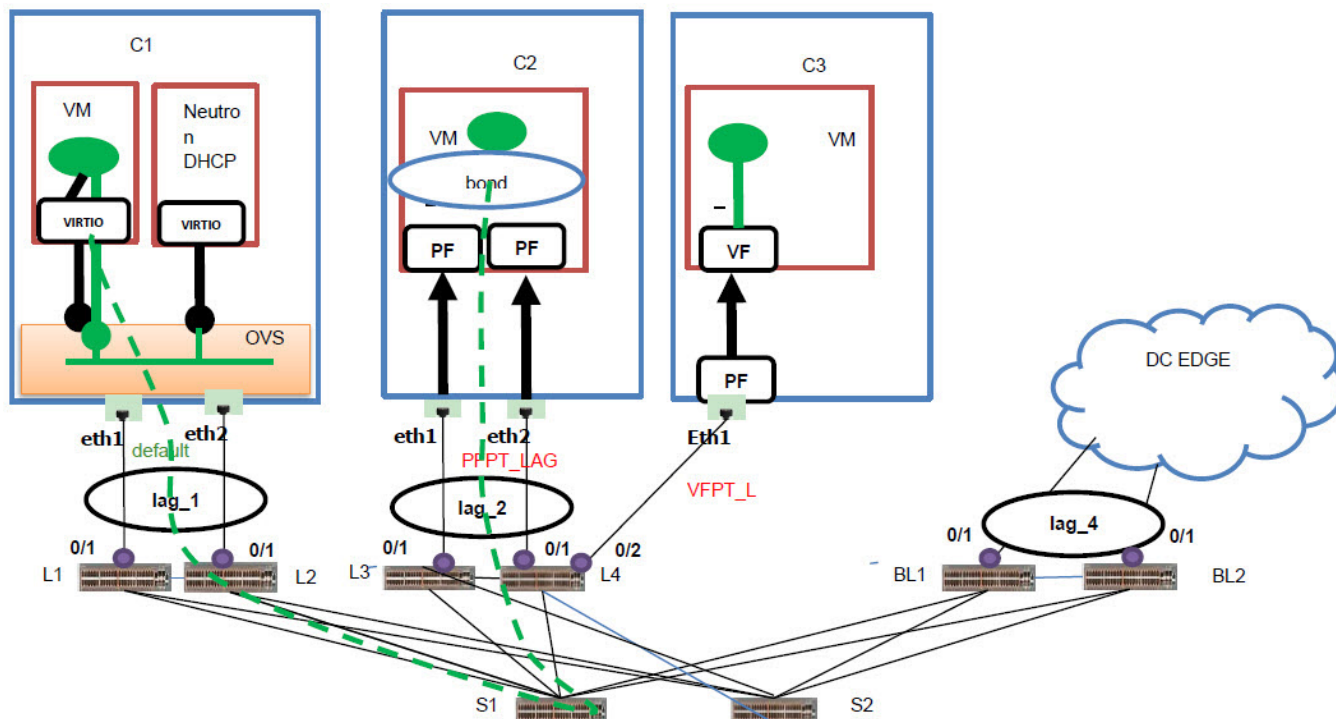 C1
C2
C3
VM
Neutro
n
DHCP
VM
VM
bond
VIRTIO
VIRTIO
PF
PF
VF
OVS
PF
DC EDGE
eth1
eth2
eth1
eth2
Eth1
default
PFPT_LAG
VFPT_L
lag_1
lag_2
lag_4
0/1
0/1
0/1
0/1
0/2
0/1
0/1
L1
L2
L3
L4
BL1
BL2
S1
S2